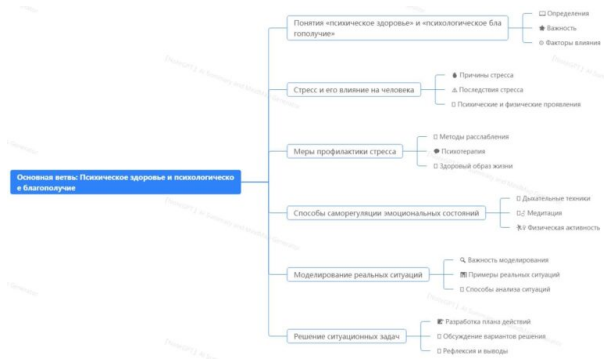 Понятия «психическое здоровье» и «психологическое бла
гополучие»
Определения
Важность
Факторы влияния
Стресс и его влияние на человека
Причины стресса
Последствия стресса
Психические и физические проявления
Меры профилактики стресса
Методы расслабления
Психотерапия
Здоровый образ жизни
Основная ветвь: Психическое здоровье и психологическо
е благополучие
Способы саморегуляции эмоциональных состояний
Дыхательные техники
Медитация
Физическая активность
Моделирование реальных ситуаций
Важность моделирования
Примеры реальных ситуаций
Способы анализа ситуаций
Решение ситуационных задач
Разработка плана действий
Обсуждение вариантов решения
Рефлексия и выводы